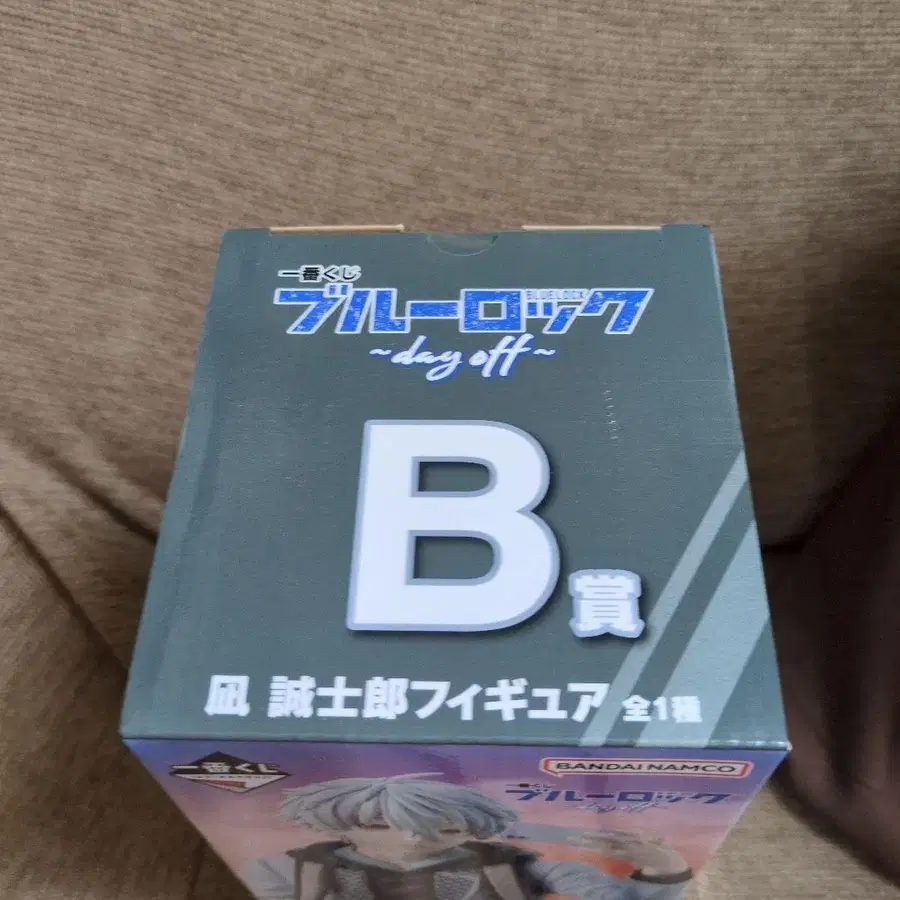 一番くじ
ブルーロック
BLUELOCK
~day off~
B賞
凪 誠士郎フィギュア 全1種
一番くじ
BANDAI NAMCO
ブルーロック
~day off~